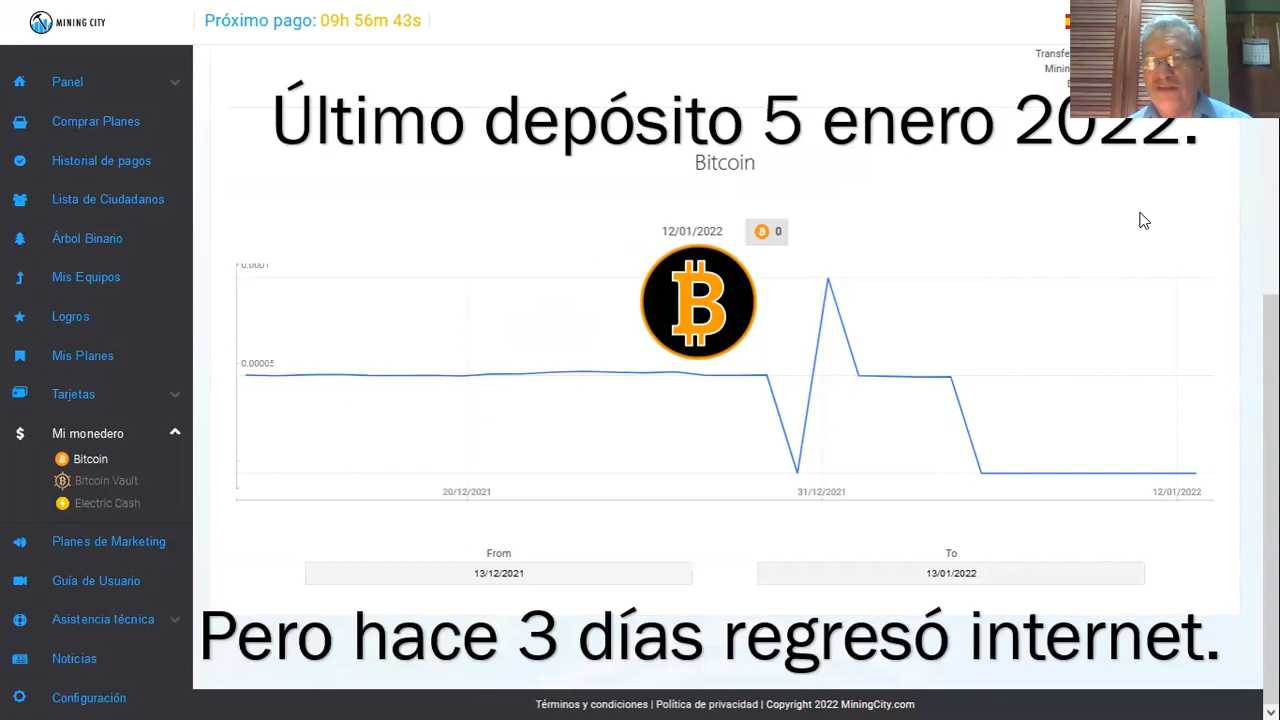 MINING CITY
Próximo pago: 09h 56m 43s
Panel
Comprar Planes
Historial de pagos
Lista de Ciudadanos
Árbol Binario
Mis Equipos
Logros
Mis Planes
Tarjetas
Mi monedero
Bitcoin
Bitcoin Vault
Electric Cash
Planes de Marketing
Guía de Usuario
Asistencia técnica
Noticias
Configuración
Último depósito 5 enero 2022.
Bitcoin
12/01/2022 0
0.0001
0.00005
20/12/2021 31/12/2021 12/01/2022
From To
13/12/2021 13/01/2022
Pero hace 3 días regresó internet.
Términos y condiciones | Política de privacidad | Copyright 2022 MiningCity.com